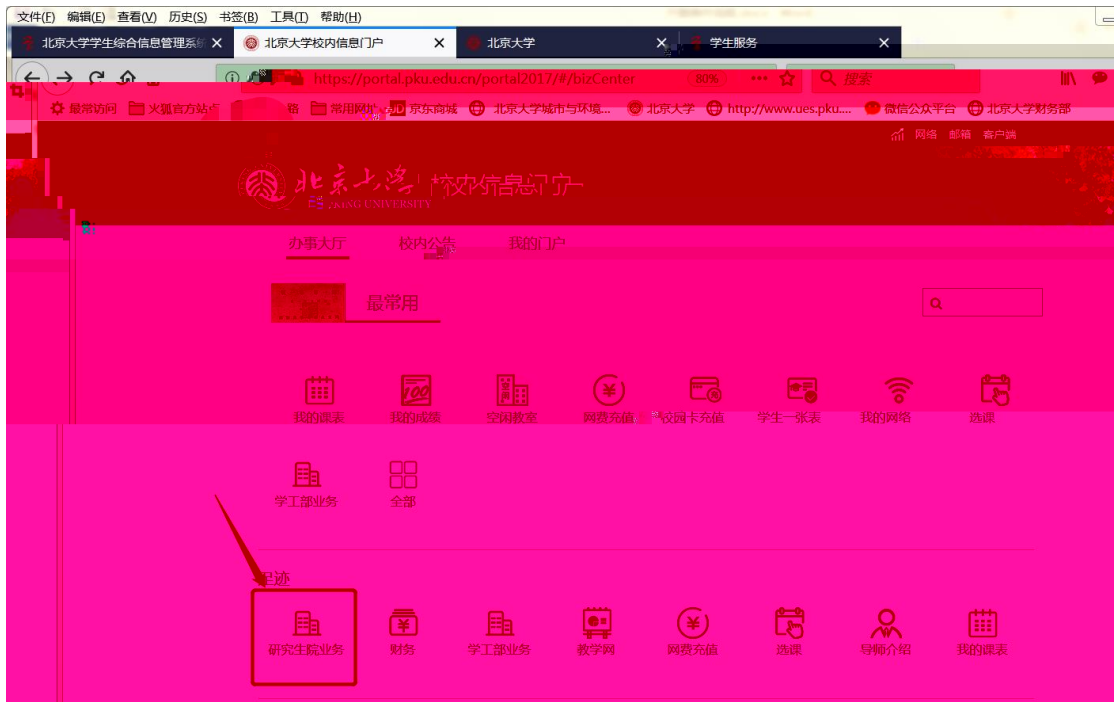 文件(F) 编辑(E) 查看(V) 历史(S) 书签(B) 工具(T) 帮助(H)
北京大学学生综合信息管理系统 北京大学校内信息门户 北京大学 学生服务
https://portal.pku.edu.cn/portal2017/#/bizCenter 80% 搜索
最常访问 火狐官方站点 常用网址 JD 京东商城 北京大学城市与环境... 北京大学 http://www.ues.pku.... 微信公众平台 北京大学财务部
网络 邮箱 客户端
北京大学 校内信息门户
PEKING UNIVERSITY
办事大厅 校内公告 我的门户
最常用
我的课表 我的成绩 空闲教室 网费充值 校园卡充值 学生一张表 我的网络 选课
学工部业务 全部
足迹
研究生院业务 财务 学工部业务 教学网 网费充值 选课 导师介绍 我的课表